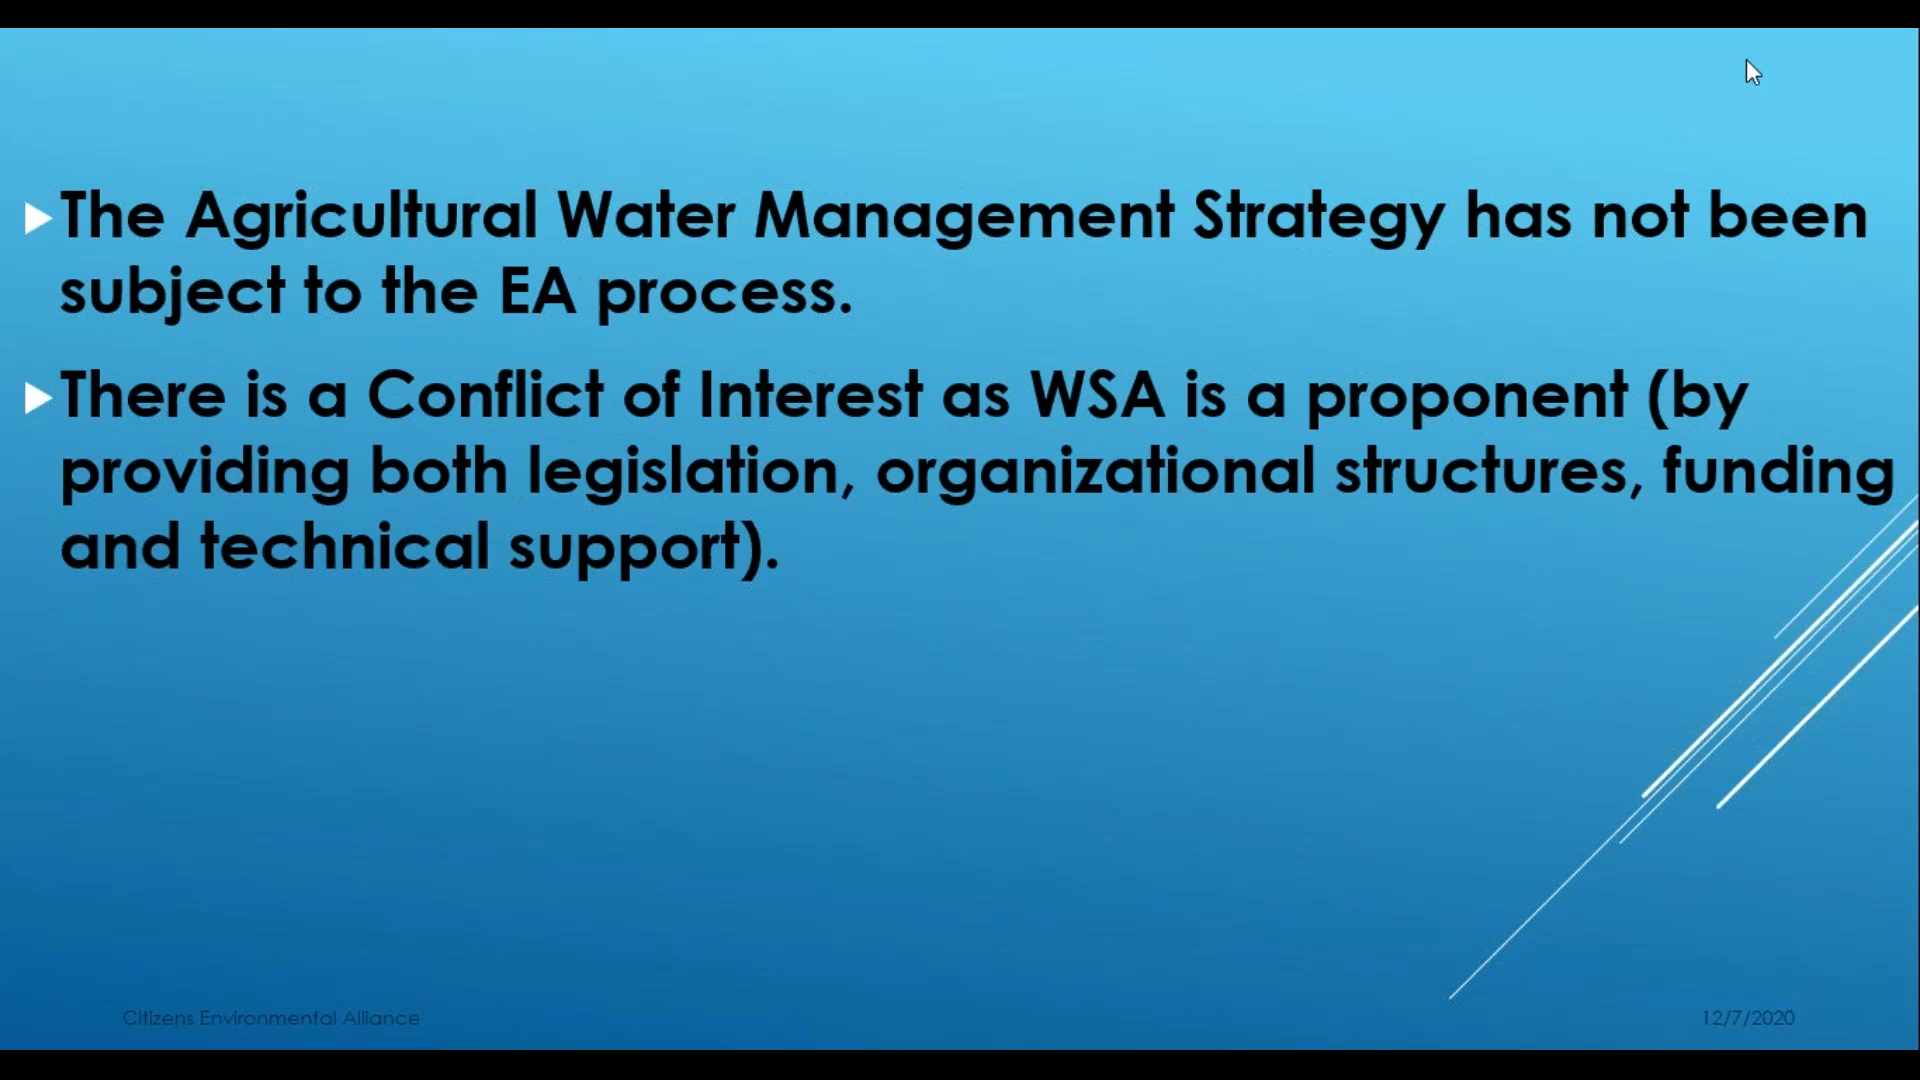 The Agricultural Water Management Strategy has not been
subject to the EA process.
There is a Conflict of Interest as WSA is a proponent (by
providing both legislation, organizational structures, funding
and technical support).
Citizens Environmental Alliance
12/7/2020